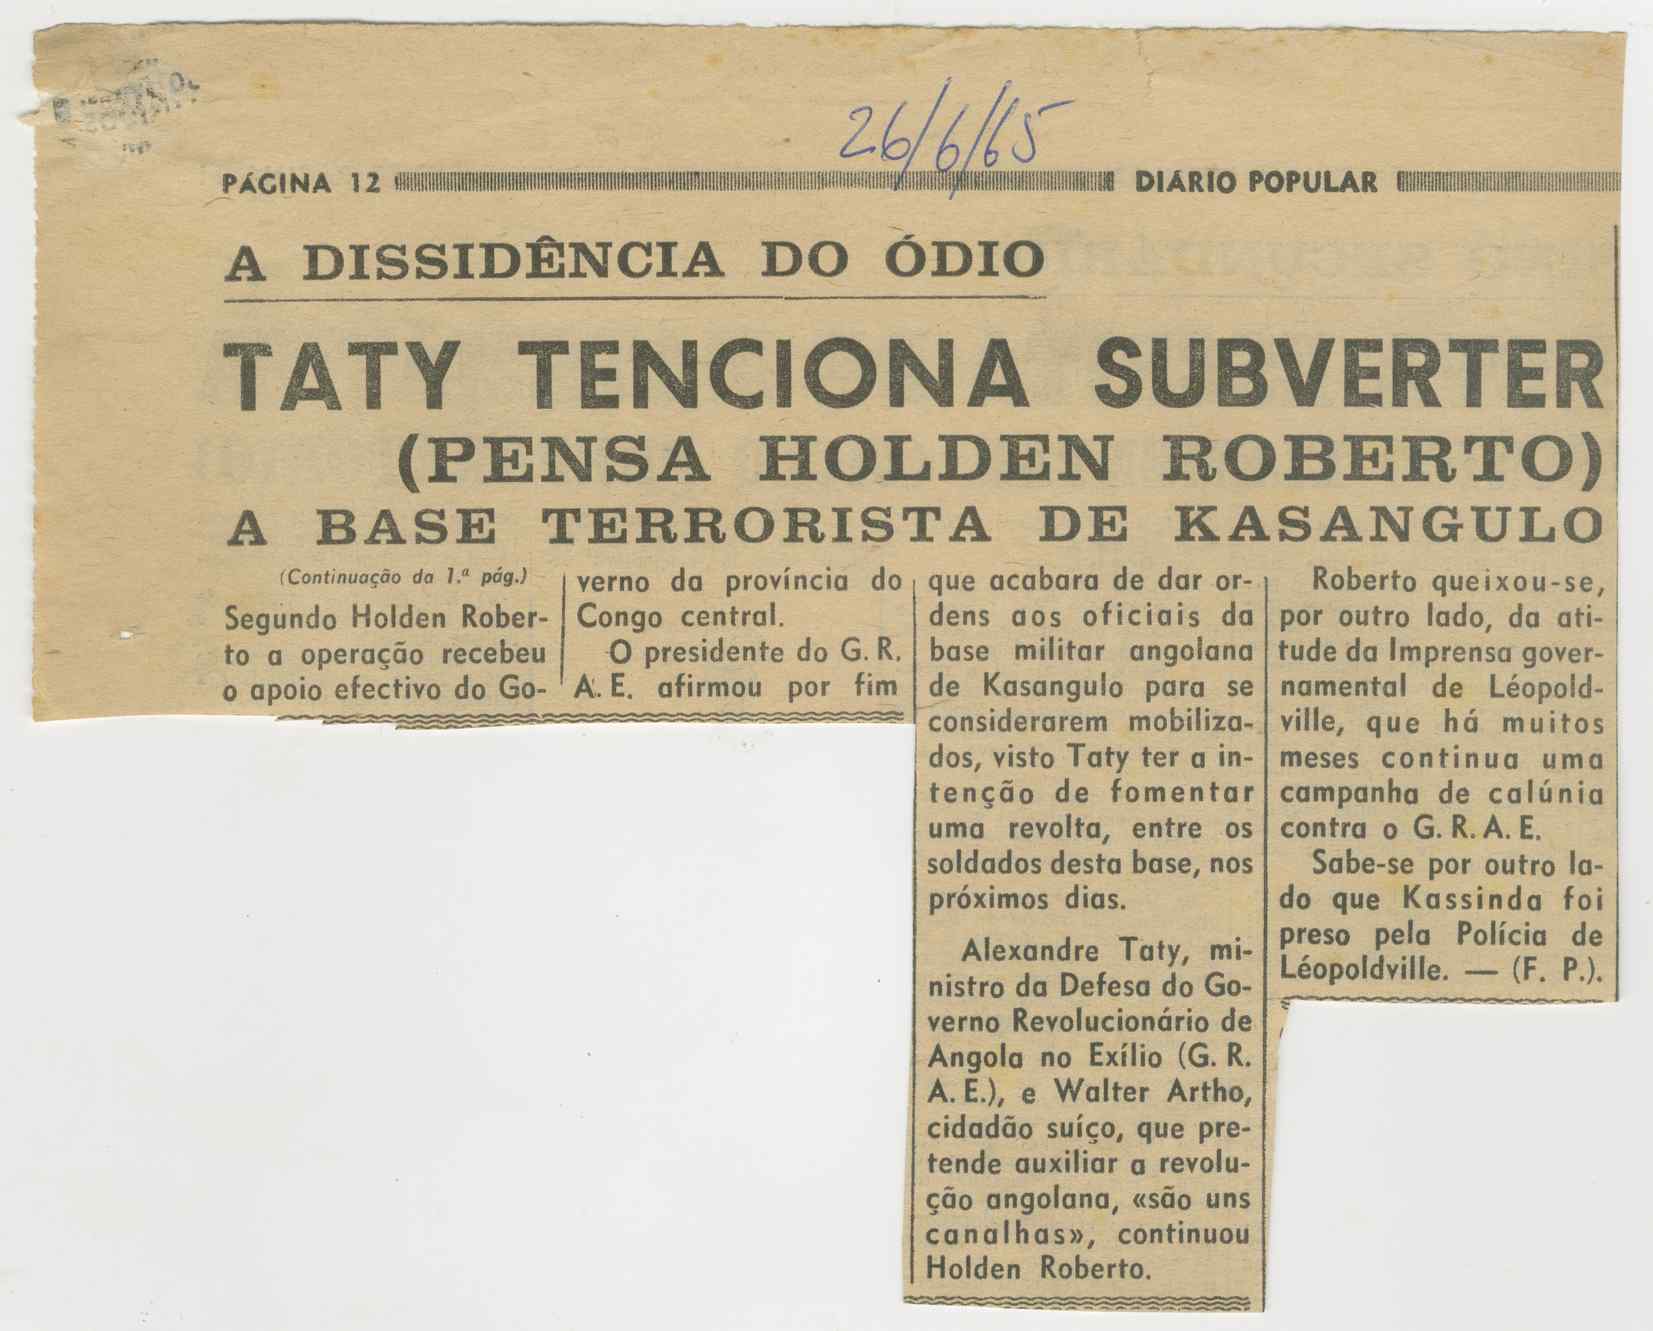 26/6/65
PÁGINA 12 DIÁRIO POPULAR
A DISSIDÊNCIA DO ÓDIO
TATY TENCIONA SUBVERTER
(PENSA HOLDEN ROBERTO)
A BASE TERRORISTA DE KASANGULO
(Continuação da 1.ª pág.)
Segundo Holden Rober-
to a operação recebeu
o apoio efectivo do Go-
verno da província do
Congo central.
O presidente do G. R.
A. E. afirmou por fim
que acabara de dar or-
dens aos oficiais da
base militar angolana
de Kasangulo para se
considerarem mobiliza-
dos, visto Taty ter a in-
tenção de fomentar
uma revolta, entre os
soldados desta base, nos
próximos dias.
Alexandre Taty, mi-
nistro da Defesa do Go-
verno Revolucionário de
Angola no Exílio (G. R.
A. E.), e Walter Artho,
cidadão suíço, que pre-
tende auxiliar a revolu-
ção angolana, «são uns
canalhas», continuou
Holden Roberto.
Roberto queixou-se,
por outro lado, da ati-
tude da Imprensa gover-
namental de Léopold-
ville, que há muitos
meses continua uma
campanha de calúnia
contra o G. R. A. E.
Sabe-se por outro la-
do que Kassinda foi
preso pela Polícia de
Léopoldville. — (F. P.).